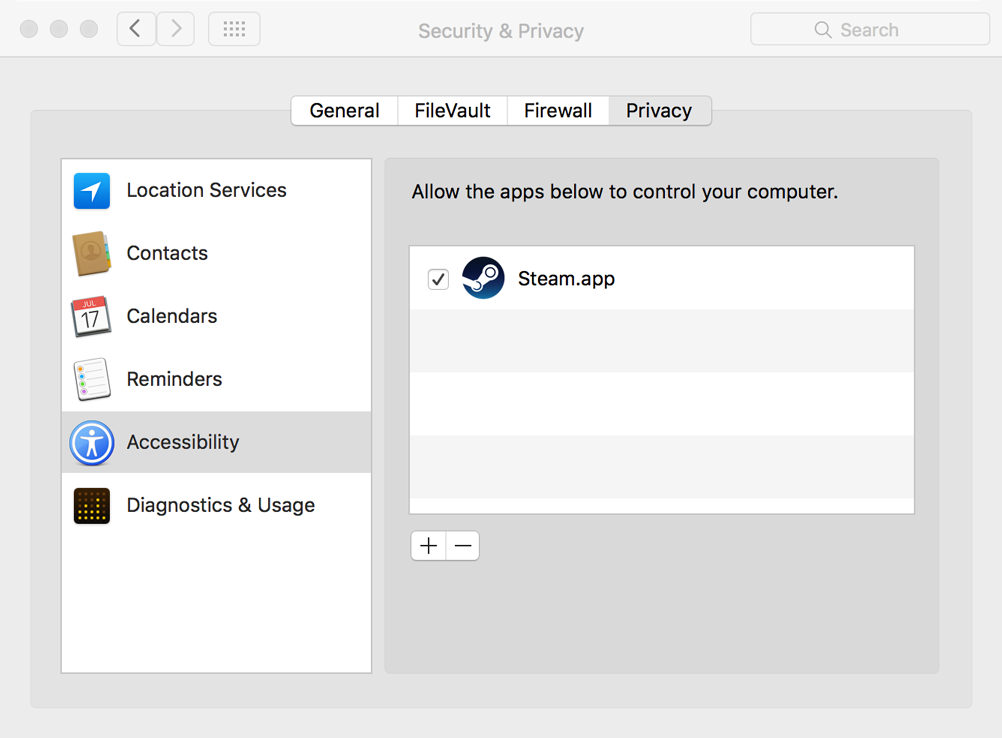 Security & Privacy
Search
General
FileVault
Firewall
Privacy
Location Services
Contacts
JUL
17
Calendars
Reminders
Accessibility
Diagnostics & Usage
Allow the apps below to control your computer.
Steam.app